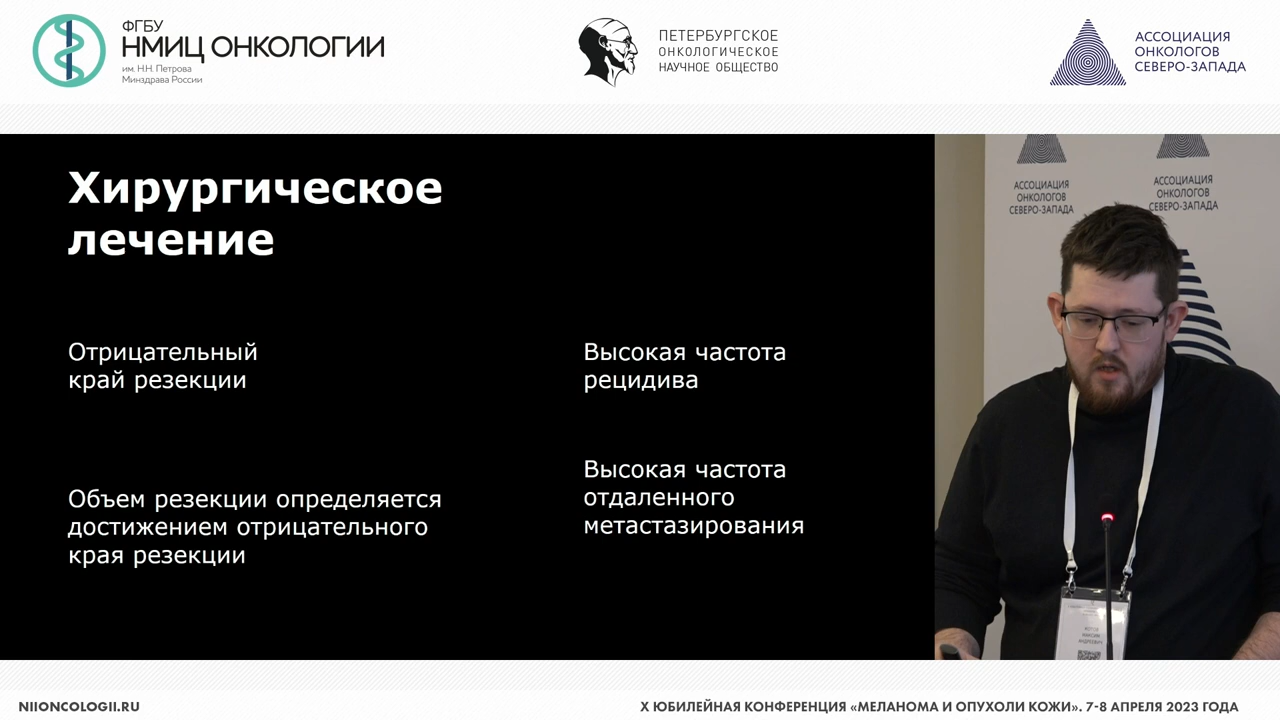 ФГБУ
НМИЦ ОНКОЛОГИИ
им. Н.Н. Петрова
Минздрава России
ПЕТЕРБУРГСКОЕ
ОНКОЛОГИЧЕСКОЕ
НАУЧНОЕ ОБЩЕСТВО
АССОЦИАЦИЯ
ОНКОЛОГОВ
СЕВЕРО-ЗАПАДА
Хирургическое
лечение
Отрицательный
край резекции
Объем резекции определяется
достижением отрицательного
края резекции
Высокая частота
рецидива
Высокая частота
отдаленного
метастазирования
АССОЦИАЦИЯ
ОНКОЛОГОВ
СЕВЕРО-ЗАПАДА
АССОЦИАЦИЯ
ОНКОЛОГОВ
СЕВЕРО-ЗАПАДА
NIIONCOLOGII.RU
X ЮБИЛЕЙНАЯ КОНФЕРЕНЦИЯ «МЕЛАНОМА И ОПУХОЛИ КОЖИ». 7-8 АПРЕЛЯ 2023 ГОДА